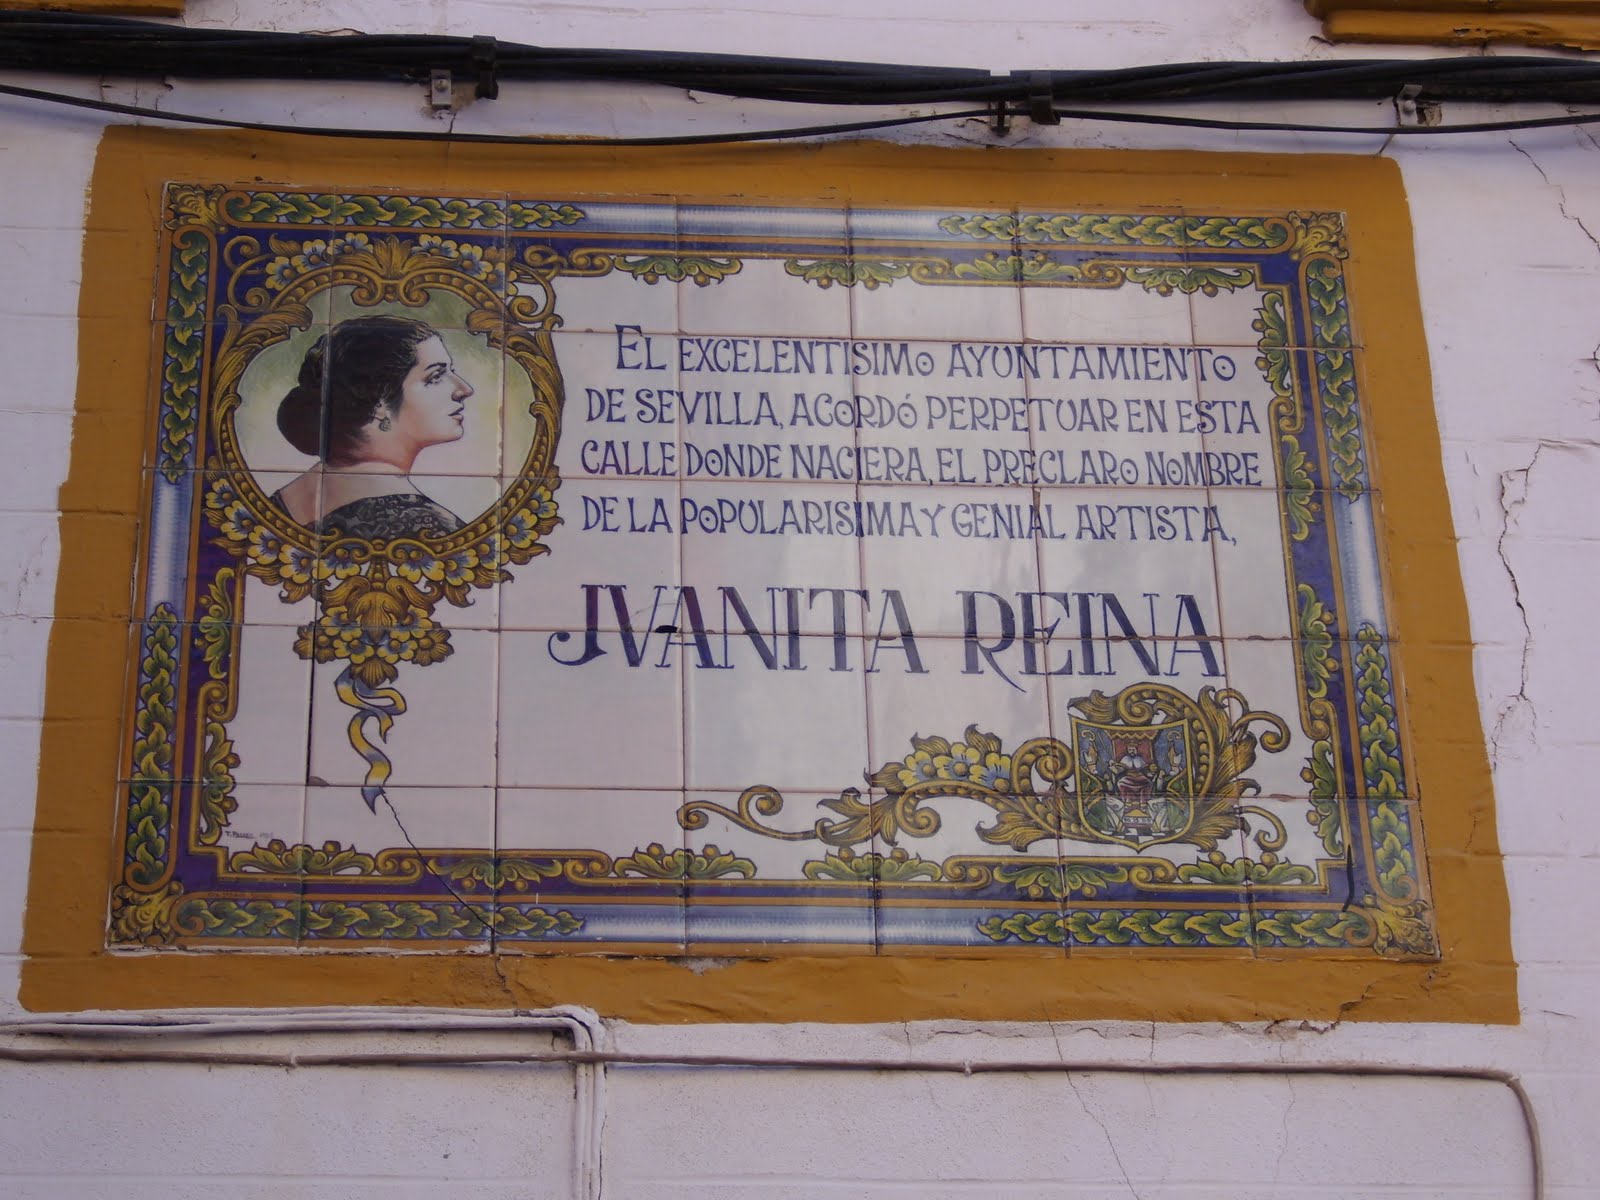 EL EXCELENTISIMO AYUNTAMIENTO
DE SEVILLA, ACORDÓ PERPETUAR EN ESTA
CALLE DONDE NACIERA, EL PRECLARO NOMBRE
DE LA POPULARISIMA Y GENIAL ARTISTA,
JVANITA REINA